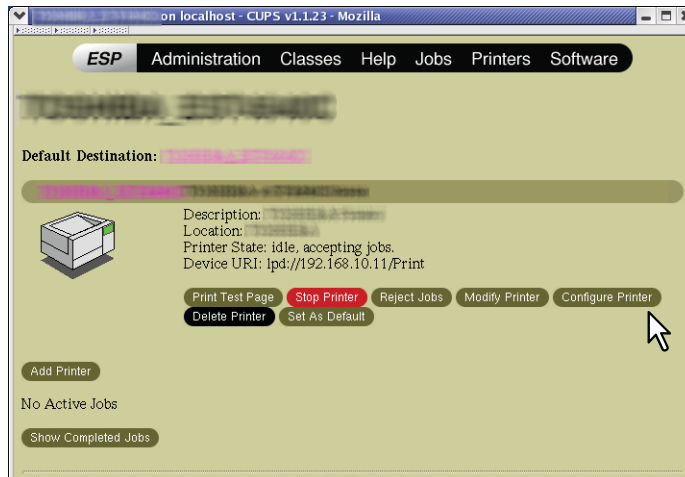 on localhost - CUPS v1.1.23 - Mozilla
ESP Administration Classes Help Jobs Printers Software
Default Destination:
Description:
Location:
Printer State: idle, accepting jobs.
Device URI: lpd://192.168.10.11/Print
Print Test Page Stop Printer Reject Jobs Modify Printer Configure Printer
Delete Printer Set As Default
Add Printer
No Active Jobs
Show Completed Jobs